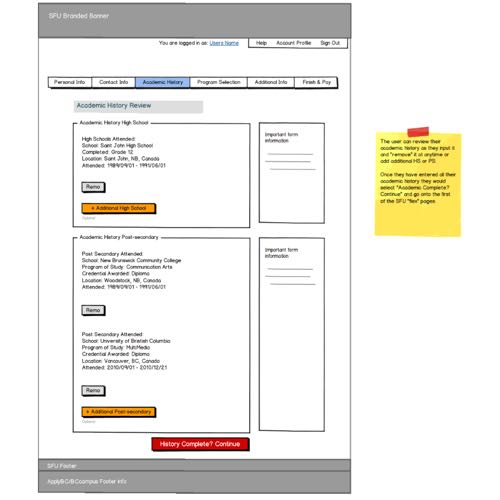 SFU Branded Banner
You are logged in as: Users Name
Help Account Profile Sign Out
Personal Info Contact Info Academic History Program Selection Additional Info Finish & Pay
Academic History Review
Academic History High School
High Schools Attended:
School: Saint John High School
Completed: Grade 12
Location: Saint John, NB, Canada
Attended: 1989/09/01 - 1991/06/01
Remo
+ Additional High School
Optional
Important form
information
Academic History Post-secondary
Post Secondary Attended:
School: New Brunswick Community College
Program of Study: Communication Arts
Credential Awarded: Diploma
Location: Woodstock, NB, Canada
Attended: 1989/09/01 - 1991/06/01
Remo
Post Secondary Attended:
School: University of British Columbia
Program of Study: MultiMedia
Credential Awarded: Diploma
Location: Vancouver, BC, Canada
Attended: 2010/09/01 - 2010/12/21
Remo
+ Additional Post-secondary
Optional
Important form
information
History Complete? Continue
SFU Footer
ApplyBC/BCcampus Footer info
The user can review their
academic history as they input it
and "remove" it at anytime or
add additional HS or PS.
Once they have entered all their
academic history they would
select "Academic Complete?
Continue" and go onto the first
of the SFU "flex" pages.